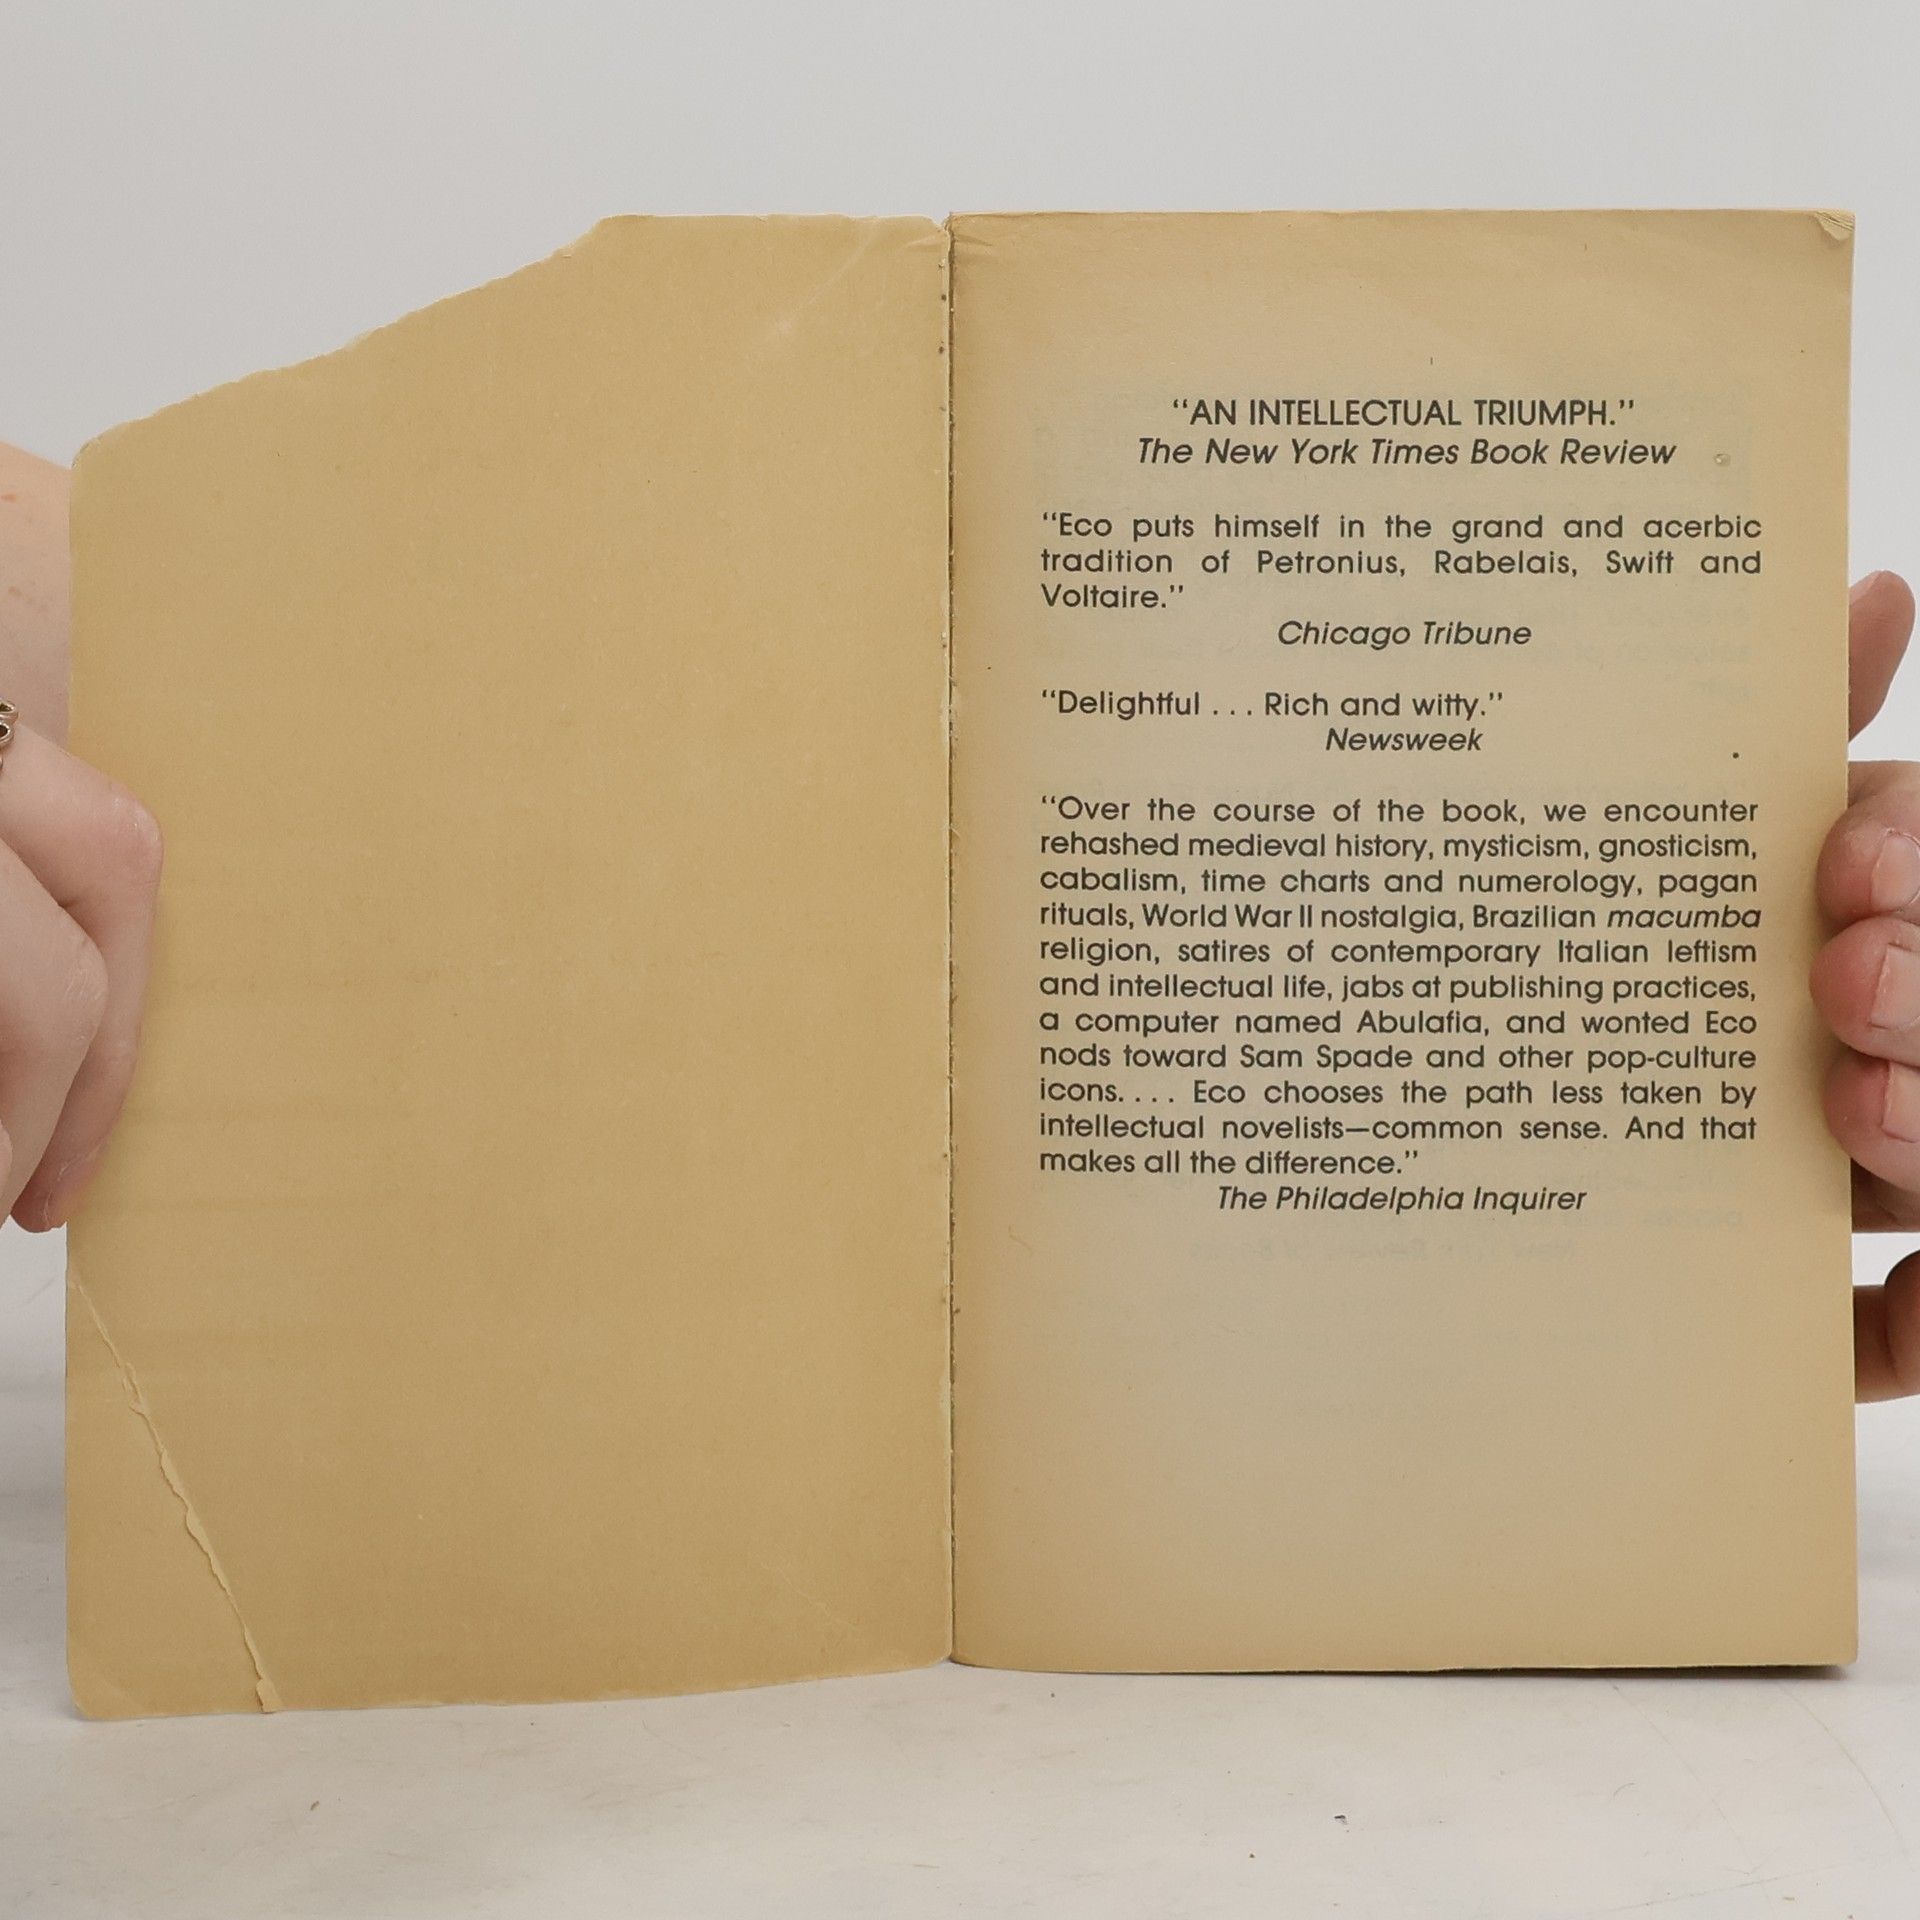 “AN INTELLECTUAL TRIUMPH.”
The New York Times Book Review
“Eco puts himself in the grand and acerbic
tradition of Petronius, Rabelais, Swift and
Voltaire.”
Chicago Tribune
“Delightful . . . Rich and witty.”
Newsweek
“Over the course of the book, we encounter
rehashed medieval history, mysticism, gnosticism,
cabalism, time charts and numerology, pagan
rituals, World War II nostalgia, Brazilian macumba
religion, satires of contemporary Italian leftism
and intellectual life, jabs at publishing practices,
a computer named Abulafia, and wonted Eco
nods toward Sam Spade and other pop-culture
icons. . . . Eco chooses the path less taken by
intellectual novelists—common sense. And that
makes all the difference.”
The Philadelphia Inquirer